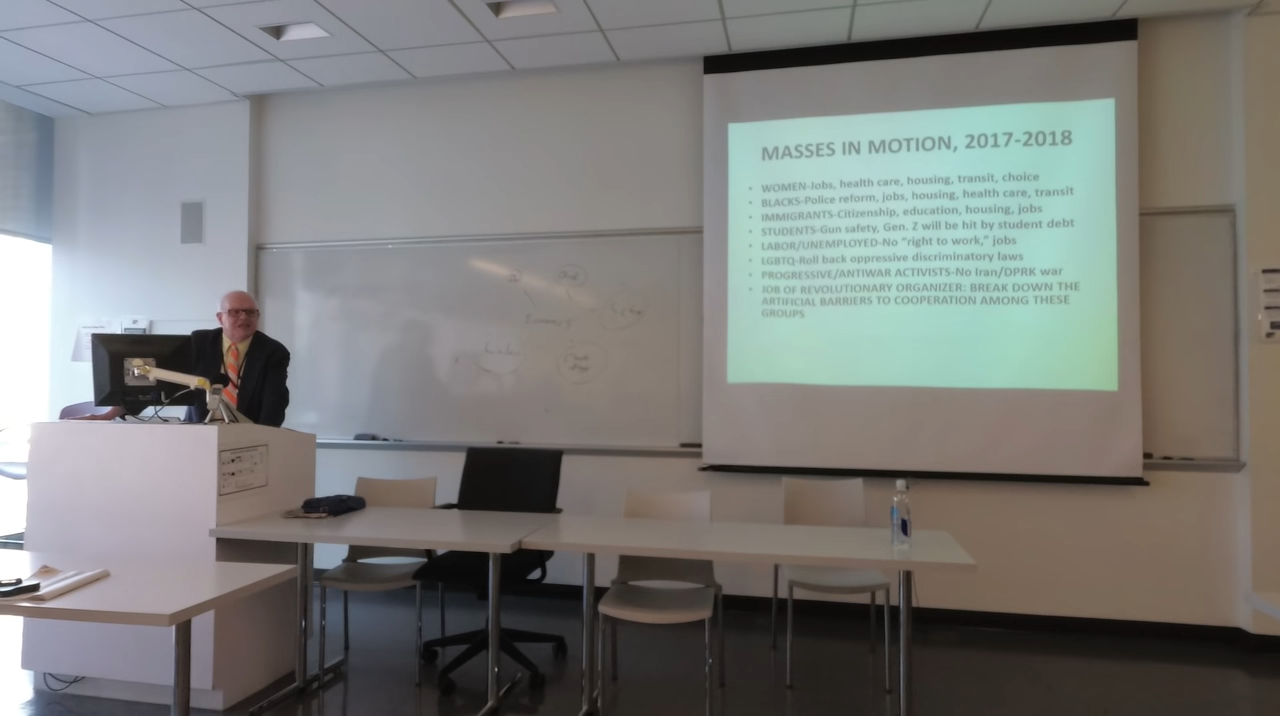 MASSES IN MOTION, 2017-2018
• WOMEN-Jobs, health care, housing, transit, choice
• BLACKS-Police reform, jobs, housing, health care, transit
• IMMIGRANTS-Citizenship, education, housing, jobs
• STUDENTS-Gun safety, Gen. Z will be hit by student debt
• LABOR/UNEMPLOYED-No "right to work," jobs
• LGBTQ-Roll back oppressive discriminatory laws
• PROGRESSIVE/ANTIWAR ACTIVISTS-No Iran/DPRK war
• JOB OF REVOLUTIONARY ORGANIZER: BREAK DOWN THE
ARTIFICIAL BARRIERS TO COOPERATION AMONG THESE
GROUPS